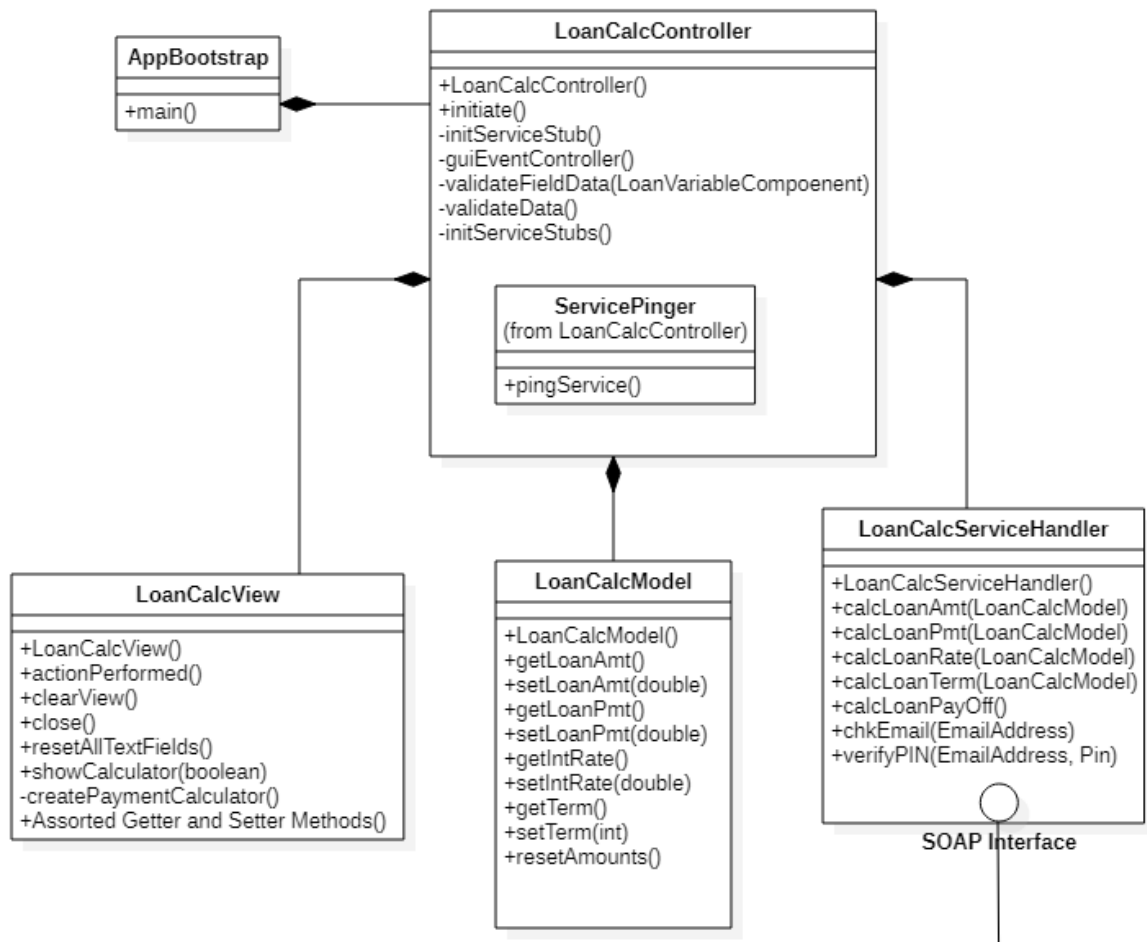 AppBootstrap
+main()
LoanCalcController
+LoanCalcController()
+initiate()
-initServiceStub()
-guiEventController()
-validateFieldData(LoanVariableCompoenent)
-validateData()
-initServiceStubs()
ServicePinger
(from LoanCalcController)
+pingService()
LoanCalcView
+LoanCalcView()
+actionPerformed()
+clearView()
+close()
+resetAllTextFields()
+showCalculator(boolean)
-createPaymentCalculator()
+Assorted Getter and Setter Methods()
LoanCalcModel
+LoanCalcModel()
+getLoanAmt()
+setLoanAmt(double)
+getLoanPmt()
+setLoanPmt(double)
+getIntRate()
+setIntRate(double)
+getTerm()
+setTerm(int)
+resetAmounts()
LoanCalcServiceHandler
+LoanCalcServiceHandler()
+calcLoanAmt(LoanCalcModel)
+calcLoanPmt(LoanCalcModel)
+calcLoanRate(LoanCalcModel)
+calcLoanTerm(LoanCalcModel)
+calcLoanPayOff()
+chkEmail(EmailAddress)
+verifyPIN(EmailAddress, Pin)
SOAP Interface